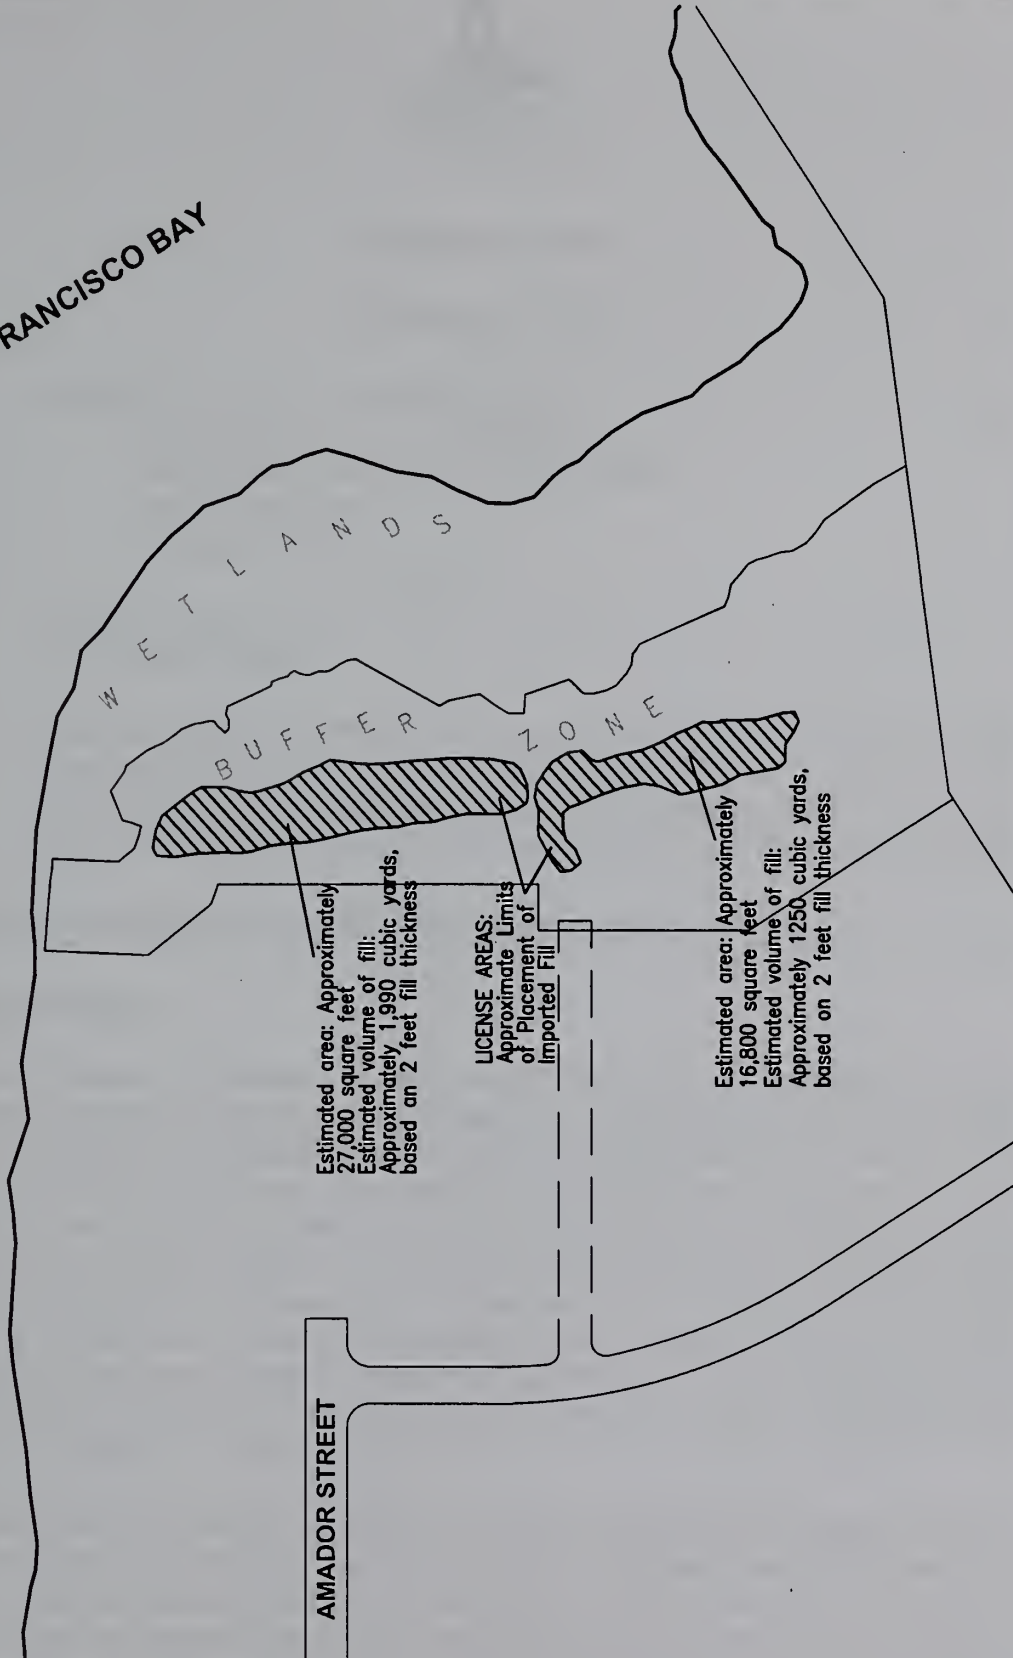 RANCISCO BAY
WETLANDS
BUFFER ZONE
Estimated area: Approximately
27,000 square feet
Estimated volume of fill:
Approximately 1,990 cubic yards,
based an 2 feet fill thickness
LICENSE AREAS:
Approximate Limits
of Placement of
Imported Fill
Estimated area: Approximately
16,800 square feet
Estimated volume of fill:
Approximately 1250 cubic yards,
based on 2 feet fill thickness
AMADOR STREET